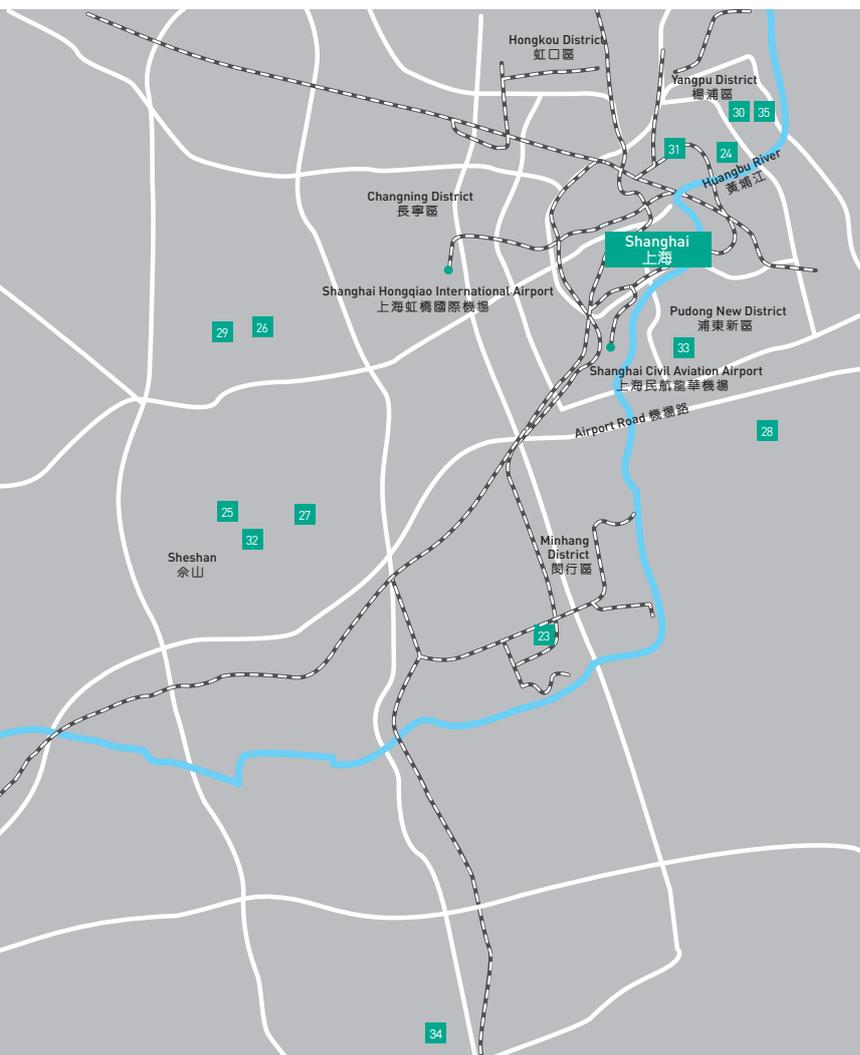 Hongkou District
虹口區
Yangpu District
楊浦區
30
35
31
24
Huangbu River
黃埔江
Changning District
長寧區
Shanghai
上海
Shanghai Hongqiao International Airport
上海虹橋國際機場
Pudong New District
浦東新區
29
26
33
Shanghai Civil Aviation Airport
上海民航龍華機場
Airport Road 機場路
28
25
27
32
Sheshan
佘山
Minhang
District
閔行區
23
34